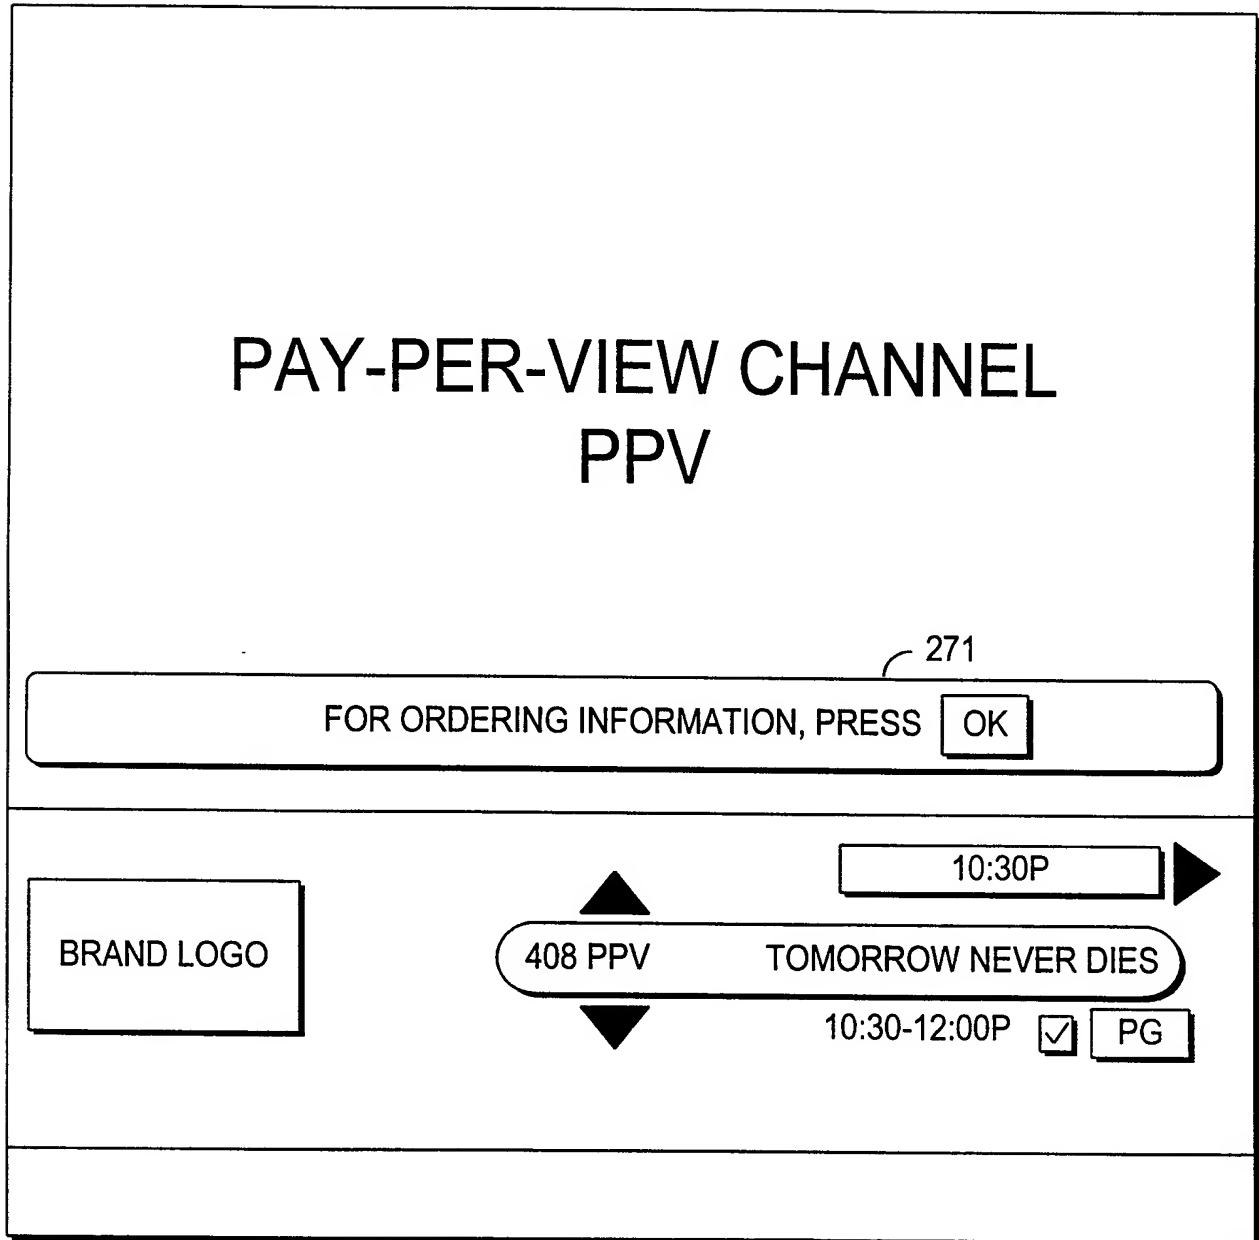 PAY-PER-VIEW CHANNEL
PPV
271
FOR ORDERING INFORMATION, PRESS OK
10:30P
BRAND LOGO
408 PPV TOMORROW NEVER DIES
10:30-12:00P PG